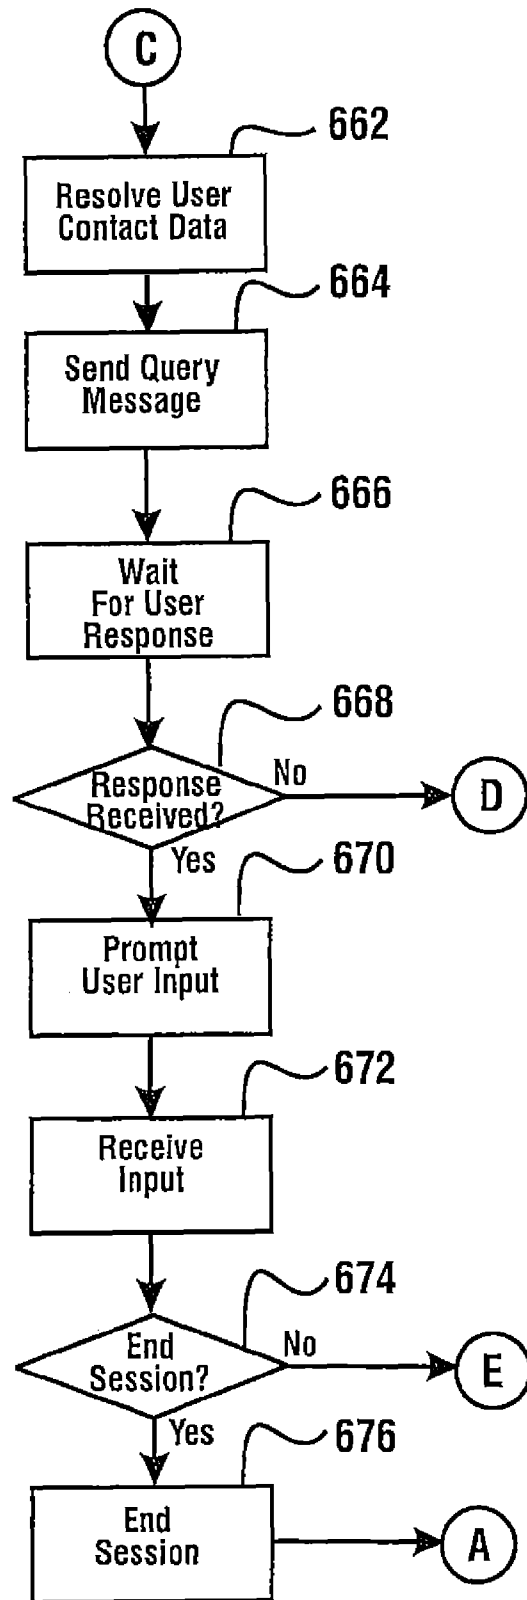 C
662
Resolve User
Contact Data
664
Send Query
Message
666
Wait
For User
Response
668
Response
Received?
No
D
Yes
670
Prompt
User Input
672
Receive
Input
674
End
Session?
No
E
Yes
676
End
Session
A